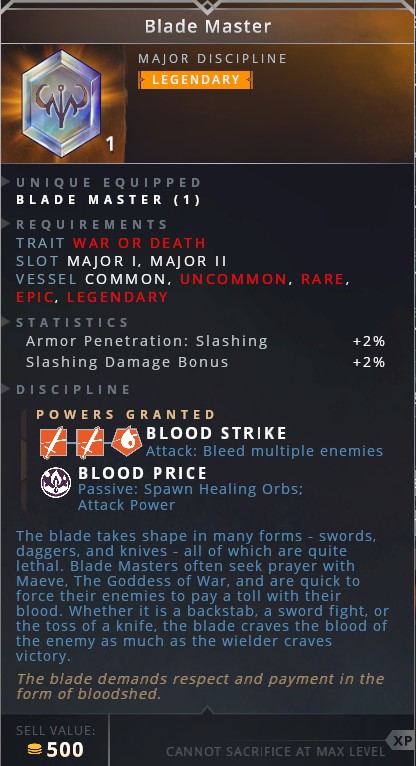 Blade Master
MAJOR DISCIPLINE
LEGENDARY
1
UNIQUE EQUIPPED
BLADE MASTER (1)
REQUIREMENTS
TRAIT WAR OR DEATH
SLOT MAJOR I, MAJOR II
VESSEL COMMON, UNCOMMON, RARE,
EPIC, LEGENDARY
STATISTICS
Armor Penetration: Slashing +2%
Slashing Damage Bonus +2%
DISCIPLINE
POWERS GRANTED
BLOOD STRIKE
Attack: Bleed multiple enemies
BLOOD PRICE
Passive: Spawn Healing Orbs;
Attack Power
The blade takes shape in many forms - swords,
daggers, and knives - all of which are quite
lethal. Blade Masters often seek prayer with
Maeve, The Goddess of War, and are quick to
force their enemies to pay a toll with their
blood. Whether it is a backstab, a sword fight, or
the toss of a knife, the blade craves the blood of
the enemy as much as the wielder craves
victory.
The blade demands respect and payment in the
form of bloodshed.
SELL VALUE:
500
XP
CANNOT SACRIFICE AT MAX LEVEL